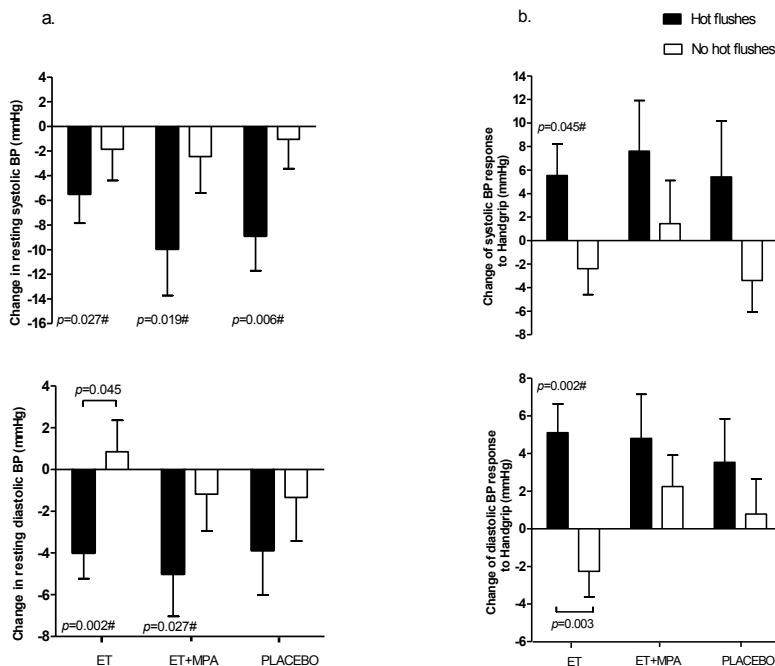 a.
b.
Hot flushes
No hot flushes
Change in resting systolic BP (mmHg)
4
2
0
-2
-4
-6
-8
-10
-12
-14
-16
p=0.027#
p=0.019#
p=0.006#
Change of systolic BP response
to Handgrip (mmHg)
14
12
10
8
6
4
2
0
-2
-4
-6
-8
p=0.045#
Change in resting diastolic BP (mmHg)
4
2
0
-2
-4
-6
-8
p=0.045
p=0.002#
p=0.027#
ET
ET+MPA
PLACEBO
Change of diastolic BP response
to Handgrip (mmHg)
8
6
4
2
0
-2
-4
-6
p=0.002#
p=0.003
ET
ET+MPA
PLACEBO